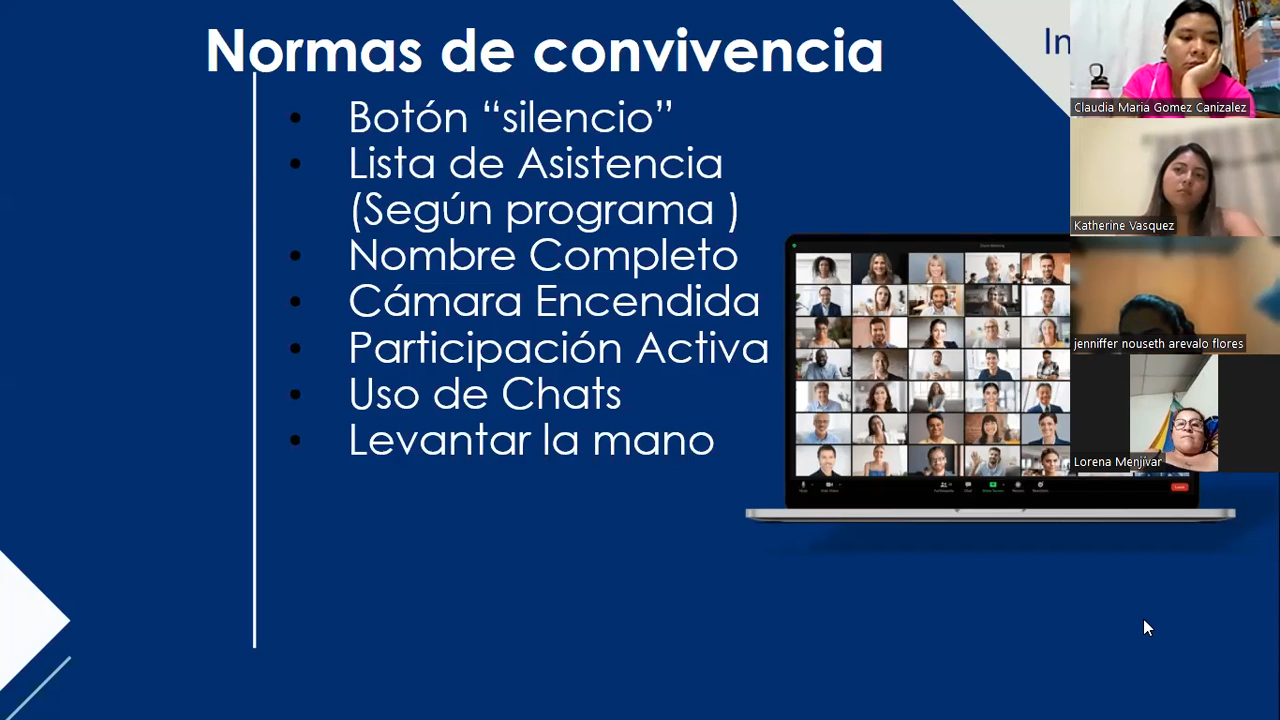 Normas de convivencia
In
• Botón “silencio”
• Lista de Asistencia
(Según programa )
• Nombre Completo
• Cámara Encendida
• Participación Activa
• Uso de Chats
• Levantar la mano
Claudia Maria Gomez Canizalez
Katherine Vasquez
jenniffer nouseth arevalo flores
Lorena Menjivar